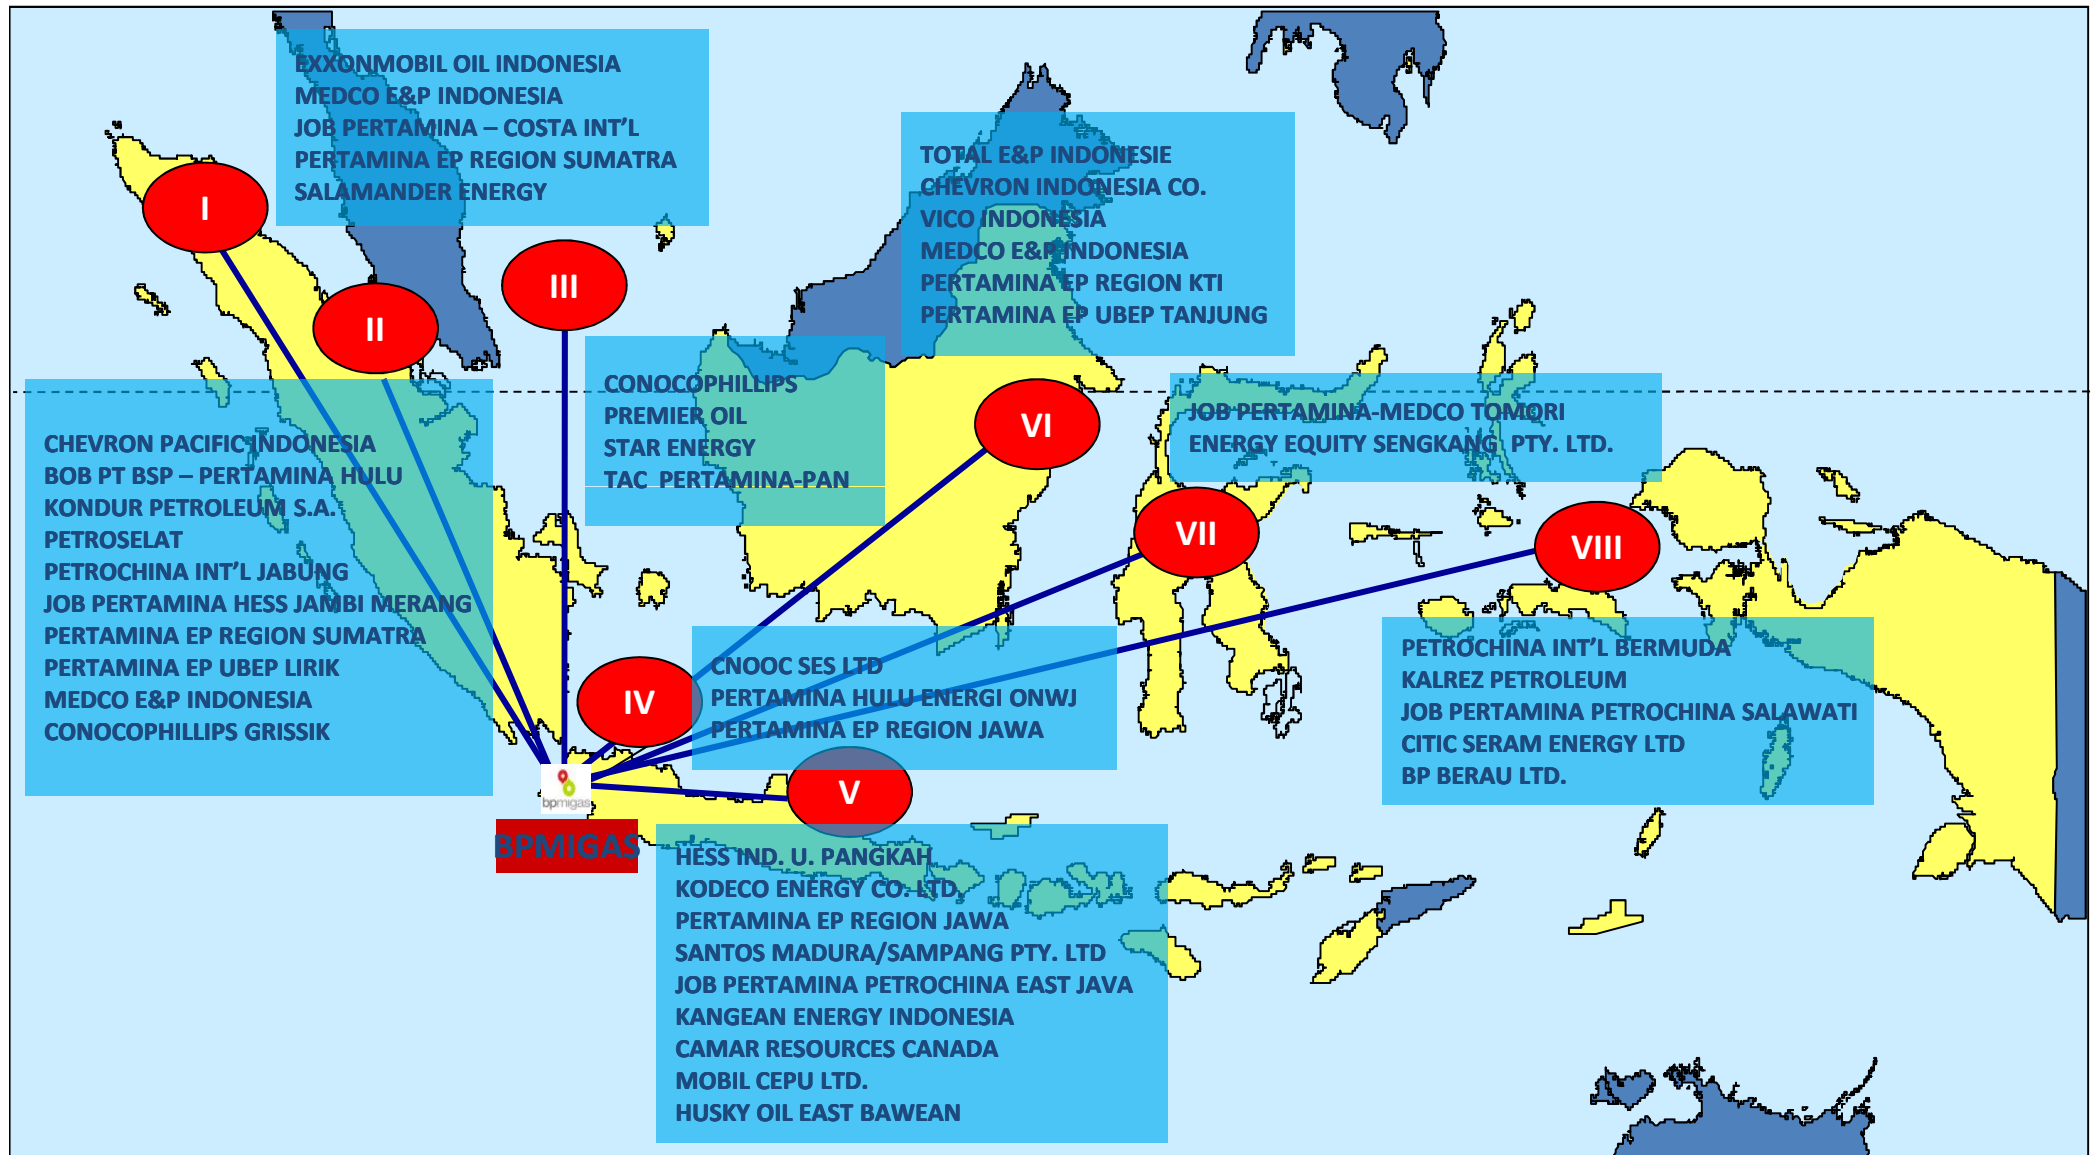 EXXONMOBIL OIL INDONESIA
MEDCO E&P INDONESIA
JOB PERTAMINA – COSTA INT'L
PERTAMINA EP REGION SUMATRA
SALAMANDER ENERGY
I
II
III
TOTAL E&P INDONESIE
CHEVRON INDONESIA CO.
VICO INDONESIA
MEDCO E&P INDONESIA
PERTAMINA EP REGION KTI
PERTAMINA EP UBEP TANJUNG
CONOCOPHILLIPS
PREMIER OIL
STAR ENERGY
TAC PERTAMINA-PAN
VI
JOB PERTAMINA-MEDCO TOMORI
ENERGY EQUITY SENGKANG PTY. LTD.
VII
VIII
CHEVRON PACIFIC INDONESIA
BOB PT BSP – PERTAMINA HULU
KONDUR PETROLEUM S.A.
PETROSELAT
PETROCHINA INT'L JABUNG
JOB PERTAMINA HESS JAMBI MERANG
PERTAMINA EP REGION SUMATRA
PERTAMINA EP UBEP LIRIK
MEDCO E&P INDONESIA
CONOCOPHILLIPS GRISSIK
IV
CNOOC SES LTD
PERTAMINA HULU ENERGI ONWJ
PERTAMINA EP REGION JAWA
PETROCHINA INT'L BERMUDA
KALREZ PETROLEUM
JOB PERTAMINA PETROCHINA SALAWATI
CITIC SERAM ENERGY LTD
BP BERAU LTD.
V
bpmigas
BPMIGAS
HESS IND. U. PANGKAH
KODECO ENERGY CO. LTD.
PERTAMINA EP REGION JAWA
SANTOS MADURA/SAMPANG PTY. LTD
JOB PERTAMINA PETROCHINA EAST JAVA
KANGEAN ENERGY INDONESIA
CAMAR RESOURCES CANADA
MOBIL CEPU LTD.
HUSKY OIL EAST BAWEAN